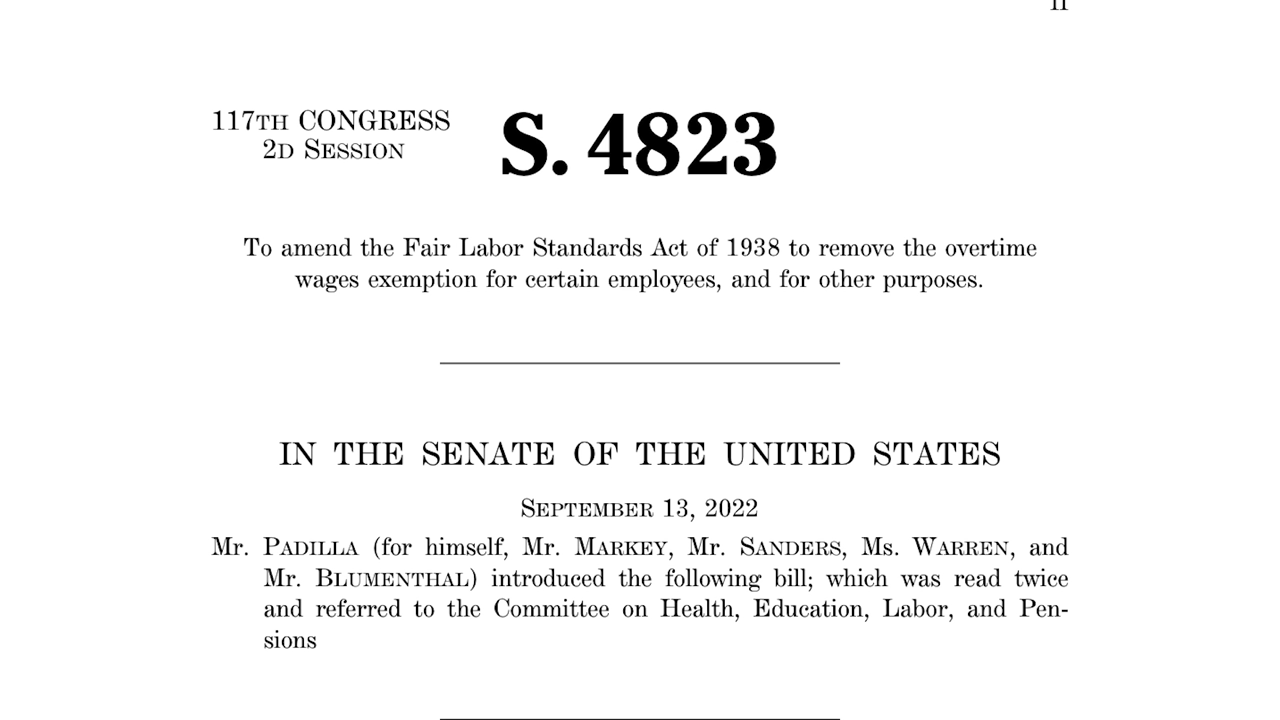 117TH CONGRESS
2D SESSION
S. 4823
To amend the Fair Labor Standards Act of 1938 to remove the overtime
wages exemption for certain employees, and for other purposes.
IN THE SENATE OF THE UNITED STATES
SEPTEMBER 13, 2022
Mr. PADILLA (for himself, Mr. MARKEY, Mr. SANDERS, Ms. WARREN, and
Mr. BLUMENTHAL) introduced the following bill; which was read twice
and referred to the Committee on Health, Education, Labor, and Pen-
sions